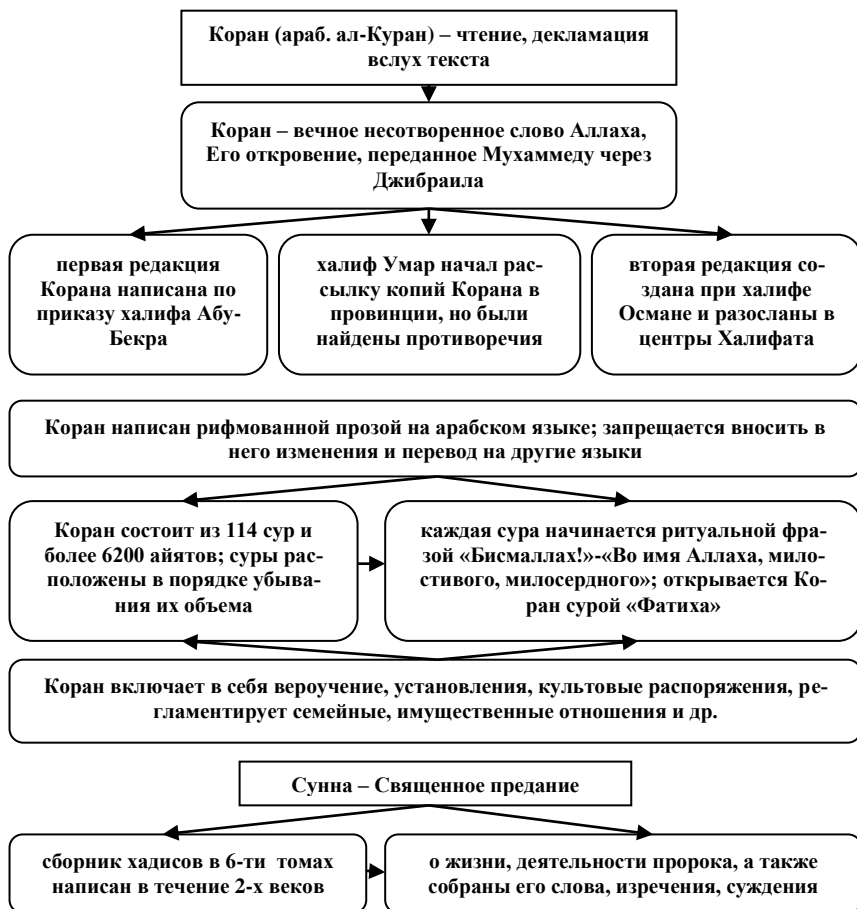 Коран (араб. ал-Куран) – чтение, декламация
вслух текста
Коран – вечное несотворенное слово Аллаха,
Его откровение, переданное Мухаммеду через
Джибраила
первая редакция
Корана написана по
приказу халифа Абу-
Бекра
халиф Умар начал рас-
сылку копий Корана в
провинции, но были
найдены противоречия
вторая редакция со-
здана при халифе
Османе и разосланы в
центры Халифата
Коран написан рифмованной прозой на арабском языке; запрещается вносить в
него изменения и перевод на другие языки
Коран состоит из 114 сур и
более 6200 айятов; суры рас-
положены в порядке убыва-
ния их объема
каждая сура начинается ритуальной фра-
зой «Бисмаллах!»-«Во имя Аллаха, мило-
стивого, милосердного»; открывается Ко-
ран сурой «Фатиха»
Коран включает в себя вероучение, установления, культовые распоряжения, ре-
гламентирует семейные, имущественные отношения и др.
Сунна – Священное предание
сборник хадисов в 6-ти томах
написан в течение 2-х веков
о жизни, деятельности пророка, а также
собраны его слова, изречения, суждения